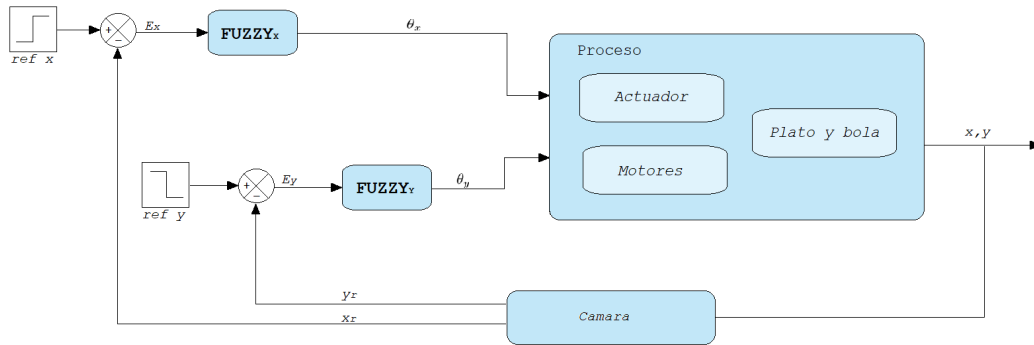 +
−
Ex
FUZZYX
θx
ref x
Proceso
Actuador
Plato y bola
x,y
Motores
+
−
Ey
FUZZYY
θy
ref y
yr
xr
Camara